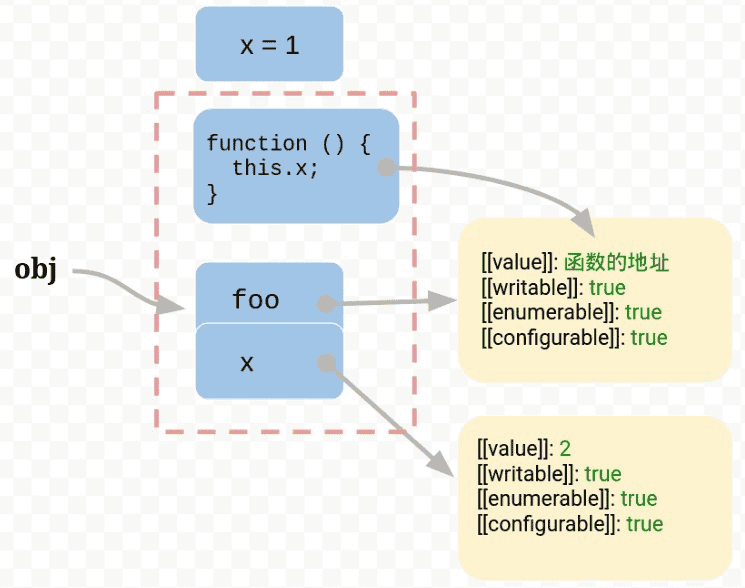 x = 1
function () {
  this.x;
}
obj
foo
x
[[value]]: 函数的地址
[[writable]]: true
[[enumerable]]: true
[[configurable]]: true
[[value]]: 2
[[writable]]: true
[[enumerable]]: true
[[configurable]]: true